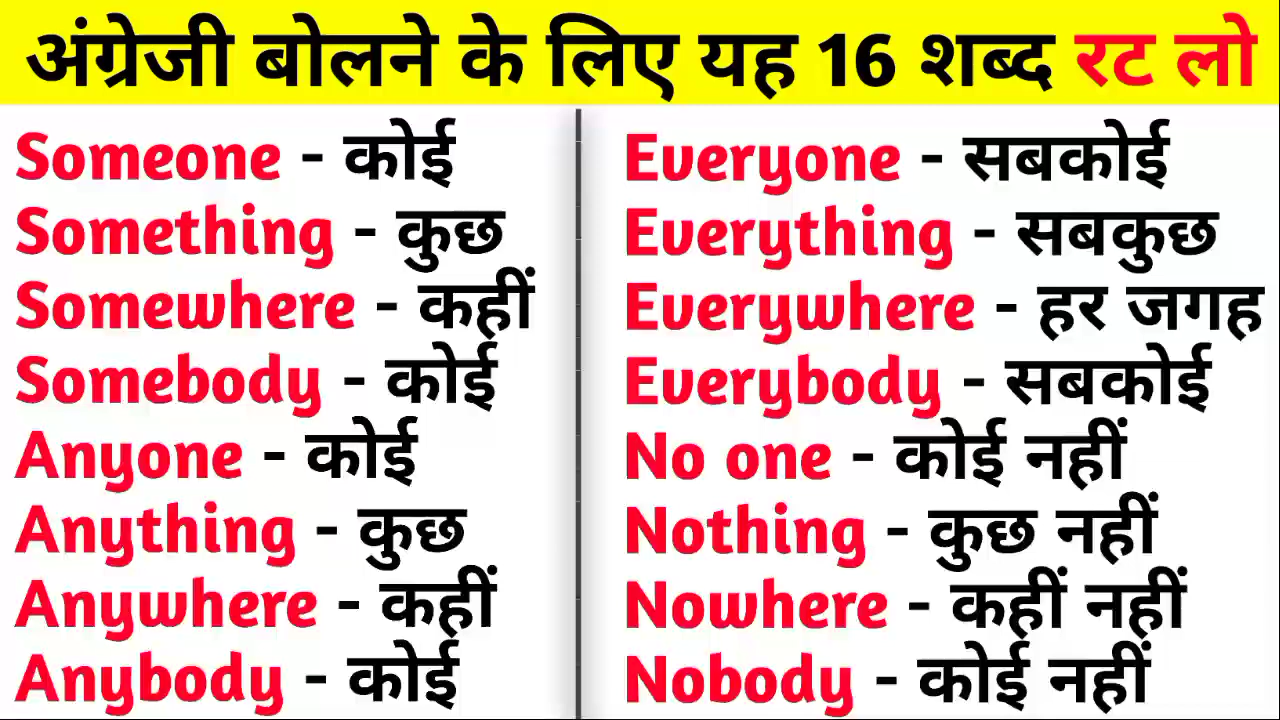 अंग्रेजी बोलने के लिए यह 16 शब्द रट लो
Someone - कोई
Something - कुछ
Somewhere - कहीं
Somebody - कोई
Anyone - कोई
Anything - कुछ
Anywhere - कहीं
Anybody - कोई
Everyone - सबकोई
Everything - सबकुछ
Everywhere - हर जगह
Everybody - सबकोई
No one - कोई नहीं
Nothing - कुछ नहीं
Nowhere - कहीं नहीं
Nobody - कोई नहीं